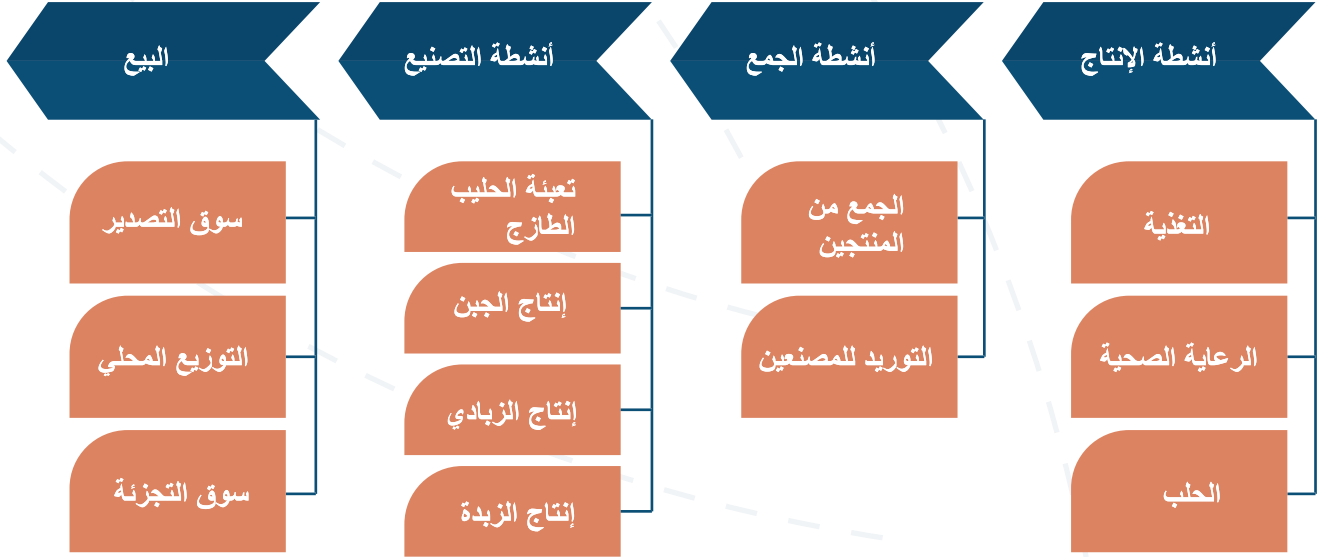 أنشطة الإنتاج
التغذية
الرعاية الصحية
الحلب
أنشطة الجمع
الجمع من
المنتجين
التوريد للمصنعين
أنشطة التصنيع
تعبئة الحليب
الطازج
إنتاج الجبن
إنتاج الزبادي
إنتاج الزبدة
البيع
سوق التصدير
التوزيع المحلي
سوق التجزئة